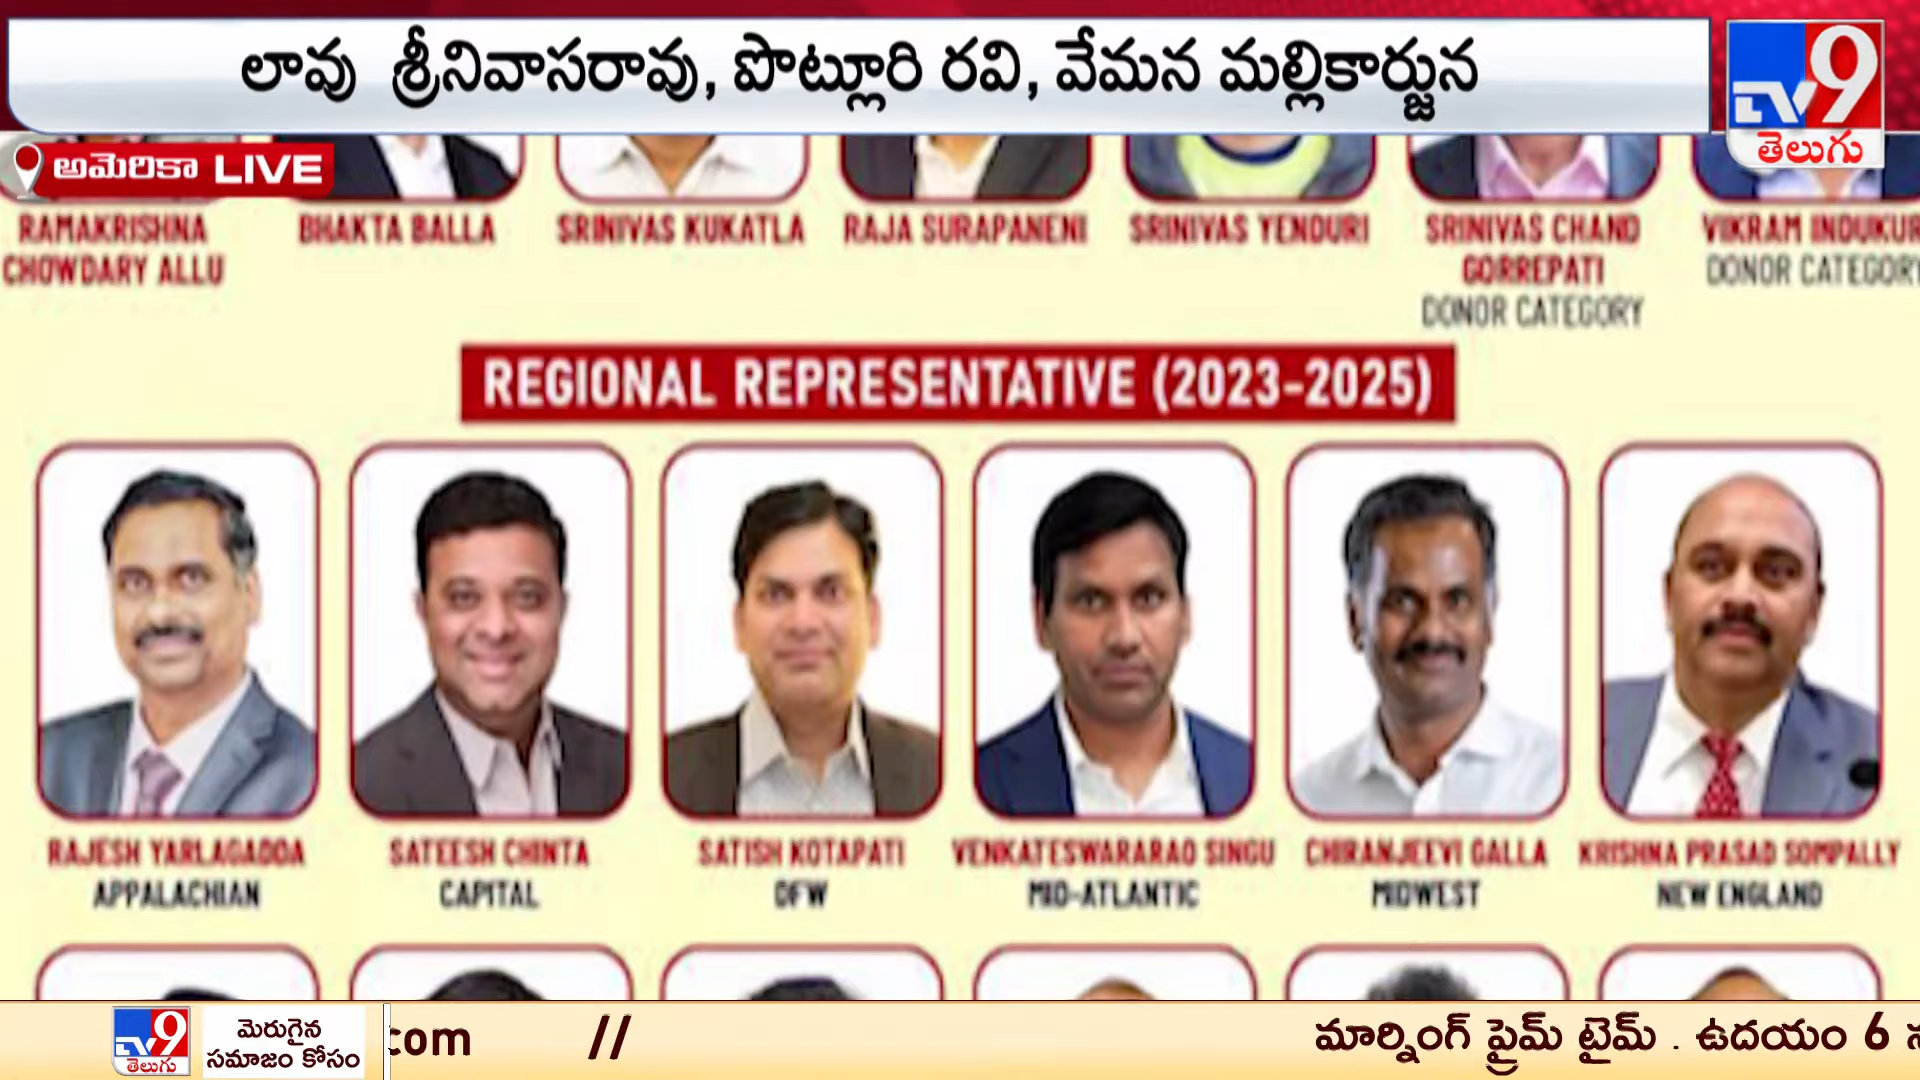 లావు శ్రీనివాసరావు, పొట్లూరి రవి, వేమన మల్లికార్జున
TV9
తెలుగు
అమెరికా LIVE
RAMAKRISHNA CHOWDARY ALLU
BHAKTA BALLA
SRINIVAS KUKATLA
RAJA SURAPANENI
SRINIVAS YENDURI
SRINIVAS CHAND GORREPATI
DONOR CATEGORY
VIKRAM INDUKUR
DONOR CATEGORY
REGIONAL REPRESENTATIVE (2023-2025)
RAJESH YARLAGADDA
APPALACHIAN
SATEESH CHINTA
CAPITAL
SATISH KOTAPATI
DFW
VENKATESWARARAO SINGU
MID-ATLANTIC
CHIRANJEEVI GALLA
MIDWEST
KRISHNA PRASAD SOMPALLY
NEW ENGLAND
TV9
తెలుగు
మెరుగైన
సమాజం కోసం
com // మార్నింగ్ ప్రైమ్ టైమ్ . ఉదయం 6